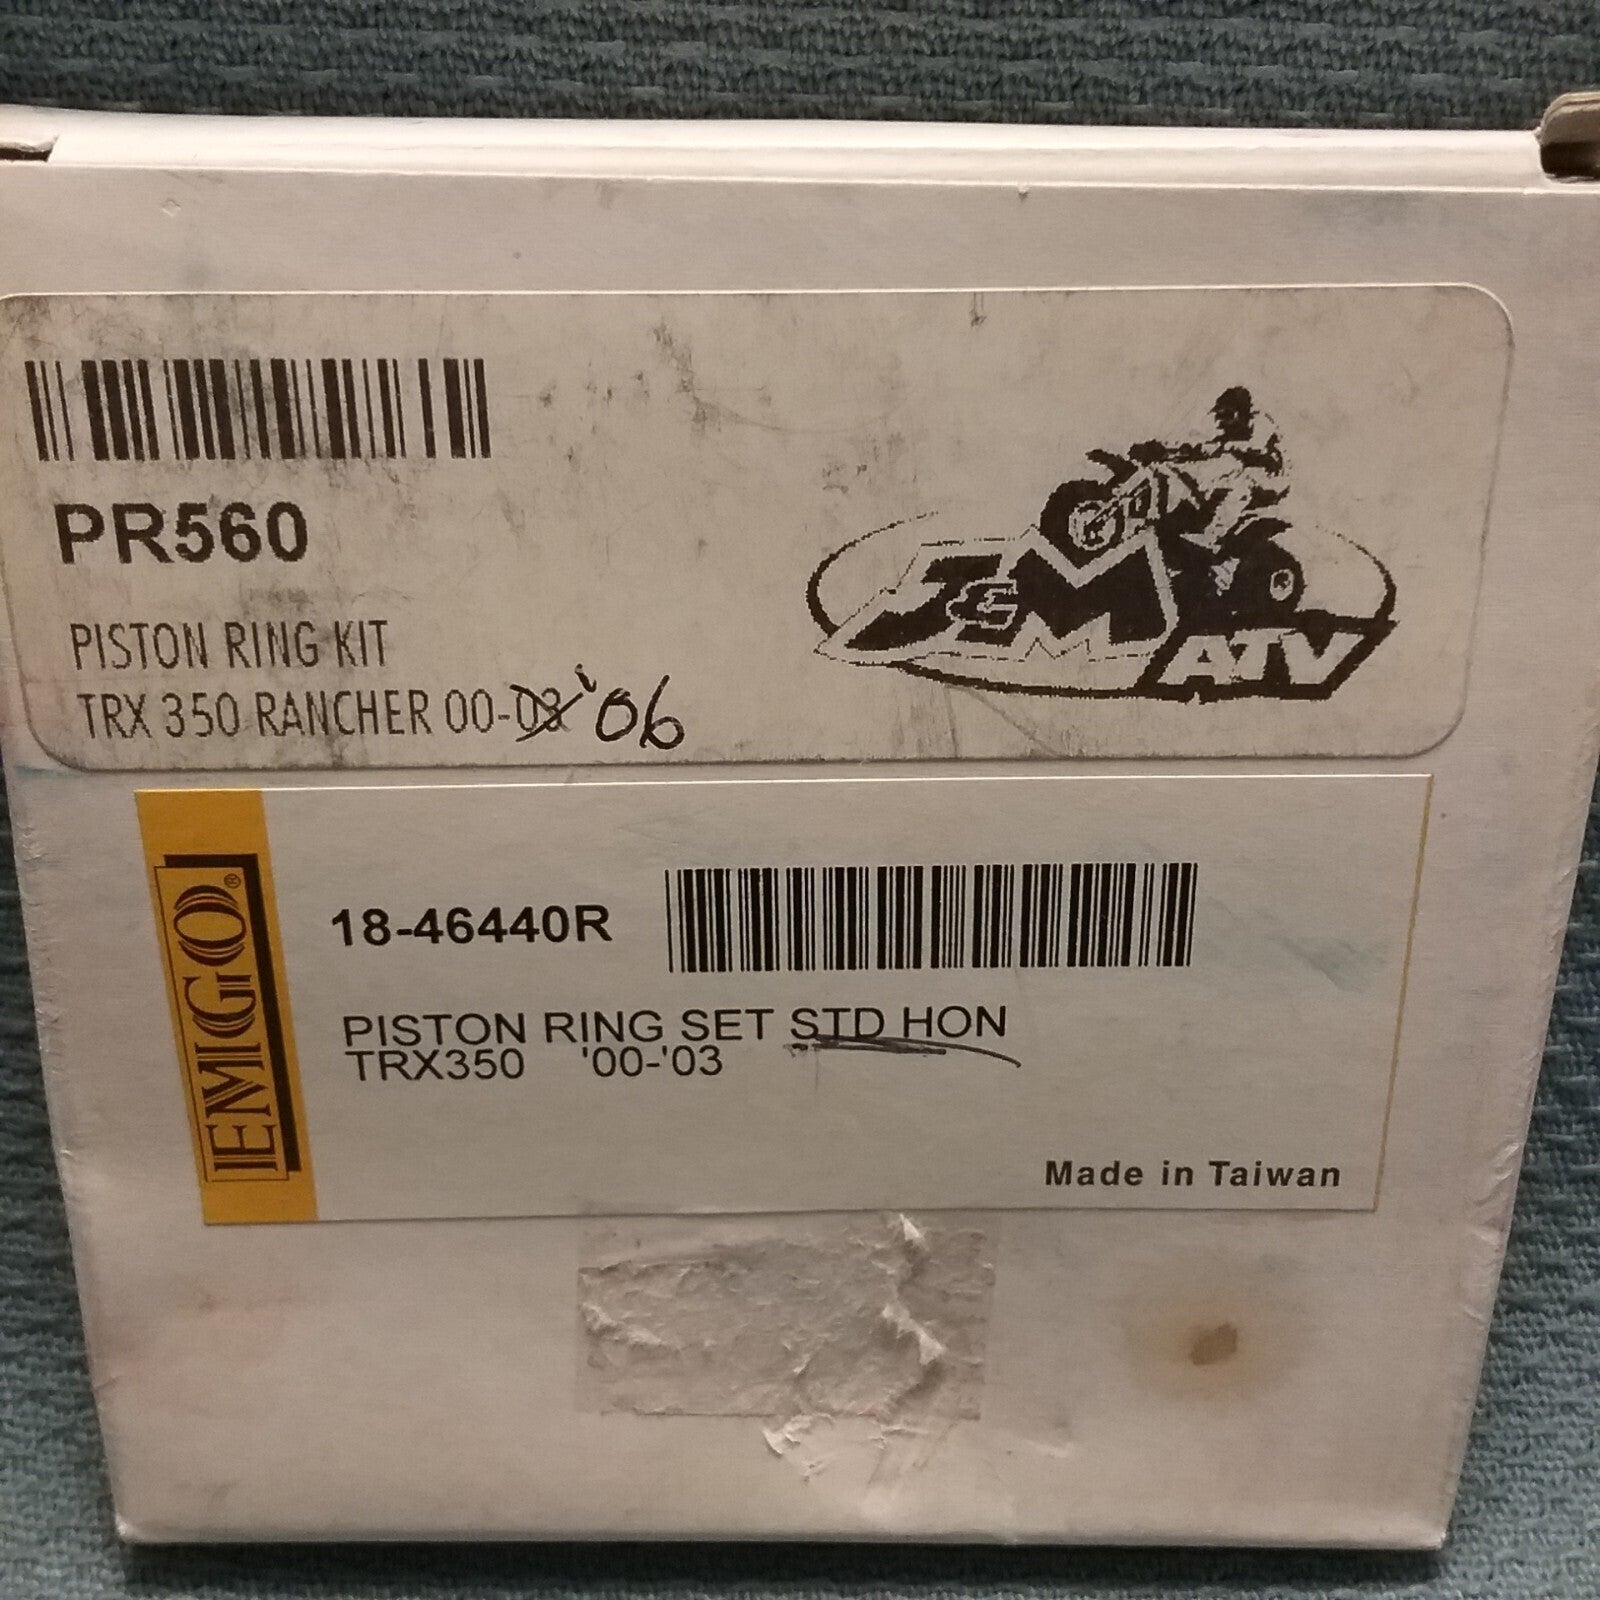 PR560
PISTON RING KIT
TRX 350 RANCHER 00-03 '06
J&M
ATV
EMGO®
18-46440R
PISTON RING SET STD HON
TRX350 '00-'03
Made in Taiwan